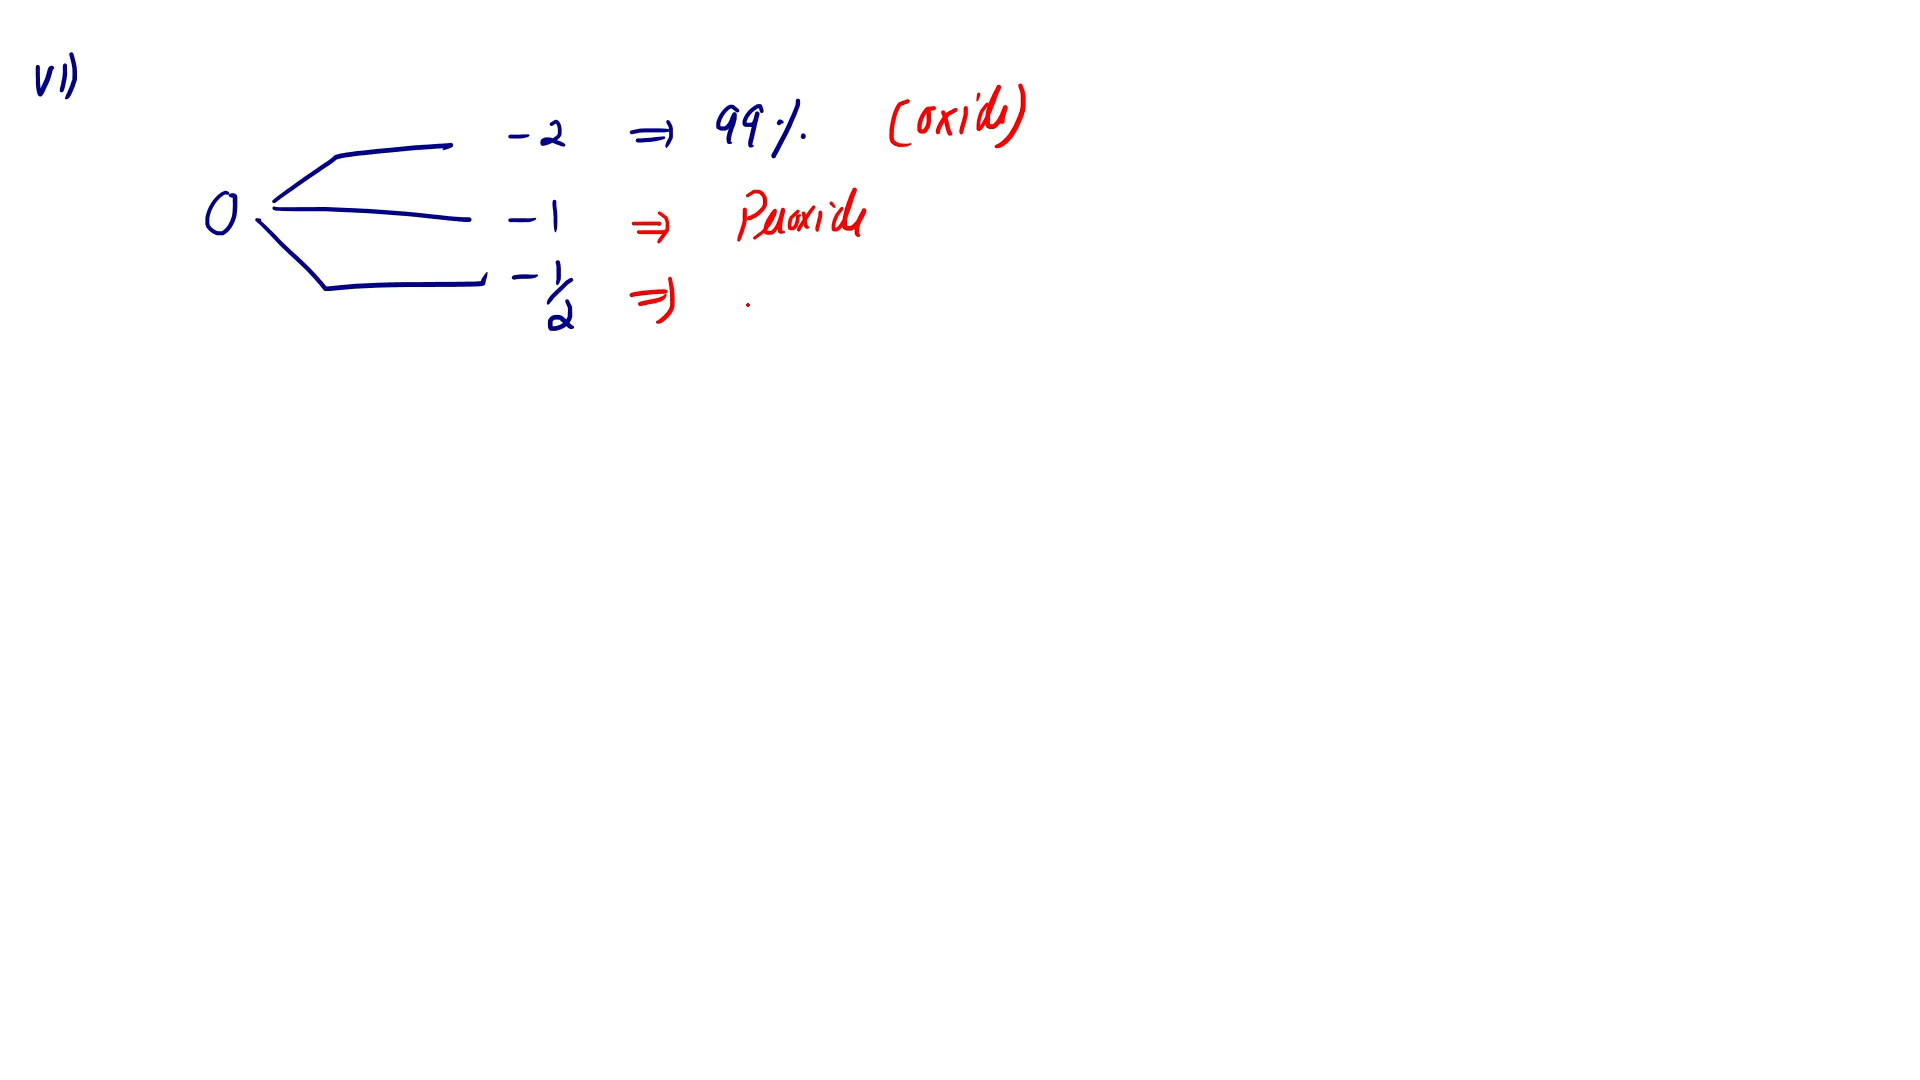 vi)
-2 ⇒ 99% (oxide)
O -1 ⇒ Peroxide
-1/2 ⇒